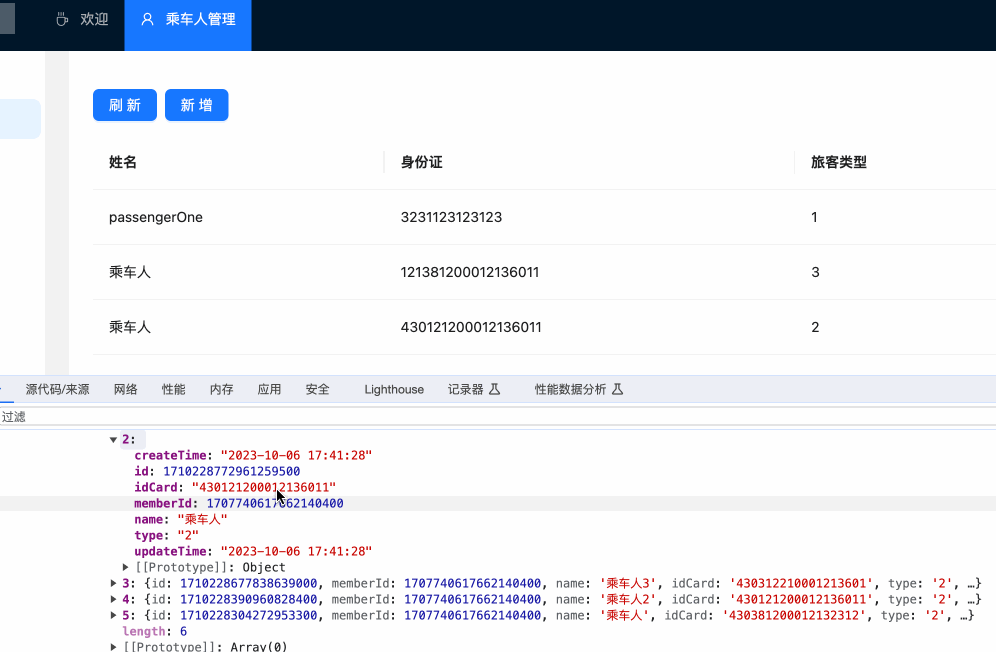 欢迎 乘车人管理
刷 新 新 增
姓名 身份证 旅客类型
passengerOne 3231123123123 1
乘车人 121381200012136011 3
乘车人 430121200012136011 2
源代码/来源 网络 性能 内存 应用 安全 Lighthouse 记录器 性能数据分析
过滤
2:
createTime: "2023-10-06 17:41:28"
id: 1710228772961259500
idCard: "430121200012136011"
memberId: 1707740617662140400
name: "乘车人"
type: "2"
updateTime: "2023-10-06 17:41:28"
[[Prototype]]: Object
3: {id: 1710228677838639000, memberId: 1707740617662140400, name: '乘车人3', idCard: '430312210001213601', type: '2', …}
4: {id: 1710228390960828400, memberId: 1707740617662140400, name: '乘车人2', idCard: '430121200012136011', type: '2', …}
5: {id: 1710228304272953300, memberId: 1707740617662140400, name: '乘车人', idCard: '430381200012132312', type: '2', …}
length: 6
[[Prototype]]: Array(0)